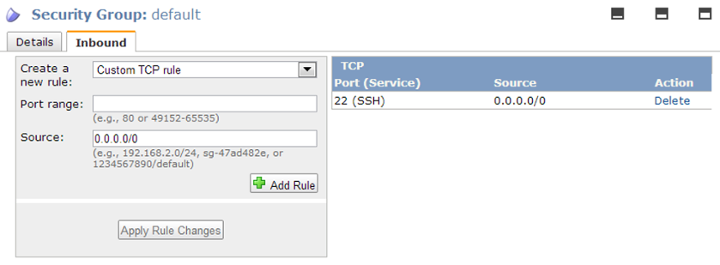 Security Group: default
Details
Inbound
Create a new rule:
Custom TCP rule
Port range:
(e.g., 80 or 49152-65535)
Source:
0.0.0.0/0
(e.g., 192.168.2.0/24, sg-47ad482e, or
1234567890/default)
Add Rule
Apply Rule Changes
TCP
Port (Service) Source Action
22 (SSH) 0.0.0.0/0 Delete